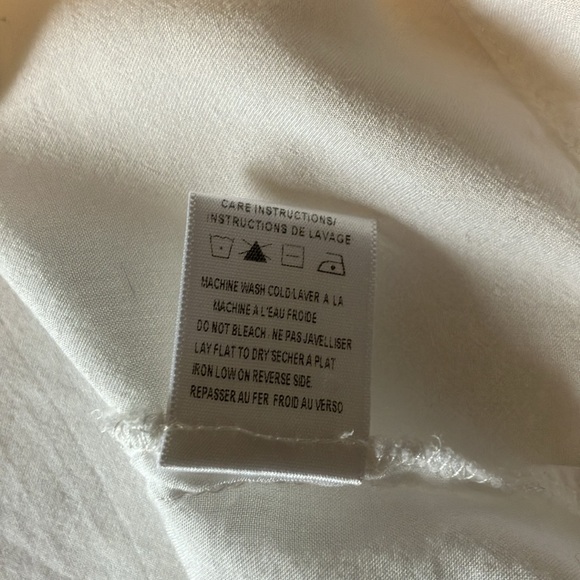 CARE INSTRUCTIONS/
INSTRUCTIONS DE LAVAGE
MACHINE WASH COLD/LAVER A LA
MACHINE A L'EAU FROIDE
DO NOT BLEACH. NE PAS JAVELLISER
LAY FLAT TO DRY SECHER A PLAT
IRON LOW ON REVERSE SIDE.
REPASSER AU FER FROID AU VERSO